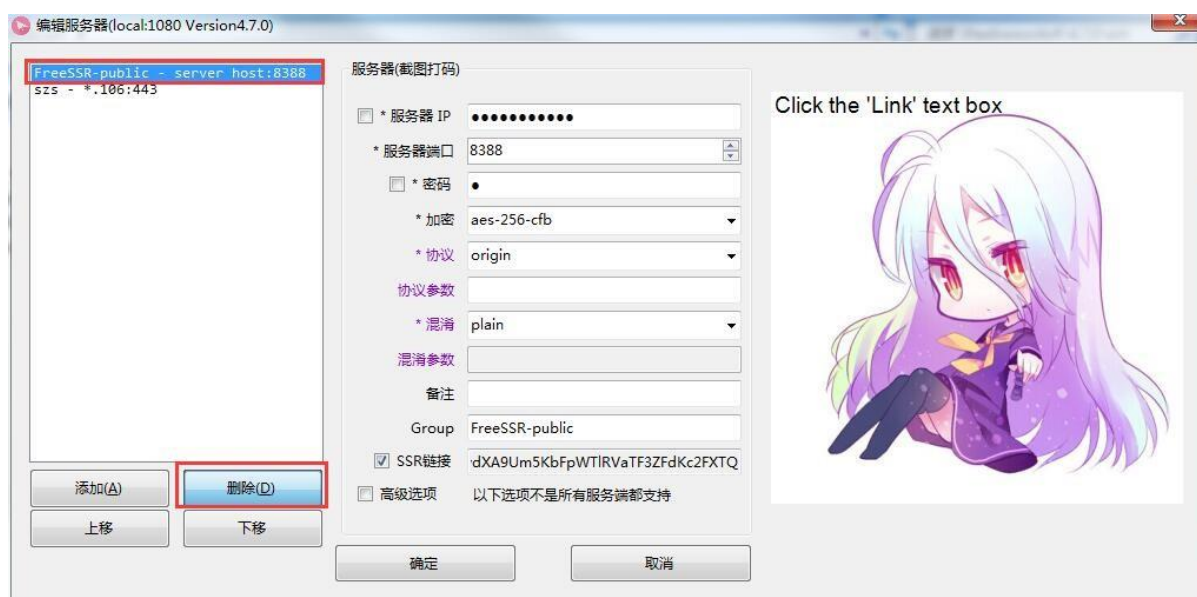 编辑服务器(local:1080 Version4.7.0)
FreeSSR-public - server host:8388
szs - *.106:443
添加(A)
删除(D)
上移
下移
服务器(截图打码)
* 服务器 IP ●●●●●●●●●●●
* 服务器端口 8388
* 密码 ●
* 加密 aes-256-cfb
* 协议 origin
协议参数
* 混淆 plain
混淆参数
备注
Group FreeSSR-public
SSR链接 dXA9Um5KbFpWTlRVaTF3ZFdKc2FXTQ
高级选项 以下选项不是所有服务端都支持
确定
取消
Click the 'Link' text box